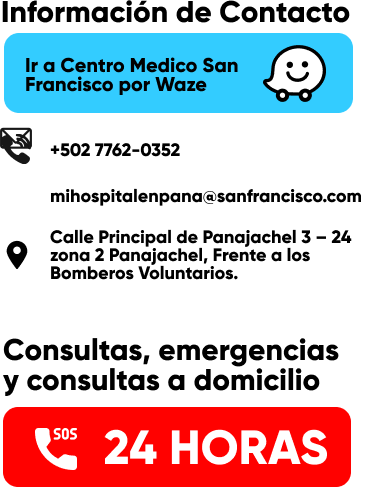 Información de Contacto
Ir a Centro Medico San
Francisco por Waze
+502 7762-0352
mihospitalenpana@sanfrancisco.com
Calle Principal de Panajachel 3 – 24
zona 2 Panajachel, Frente a los
Bomberos Voluntarios.
Consultas, emergencias
y consultas a domicilio
SOS
24 HORAS